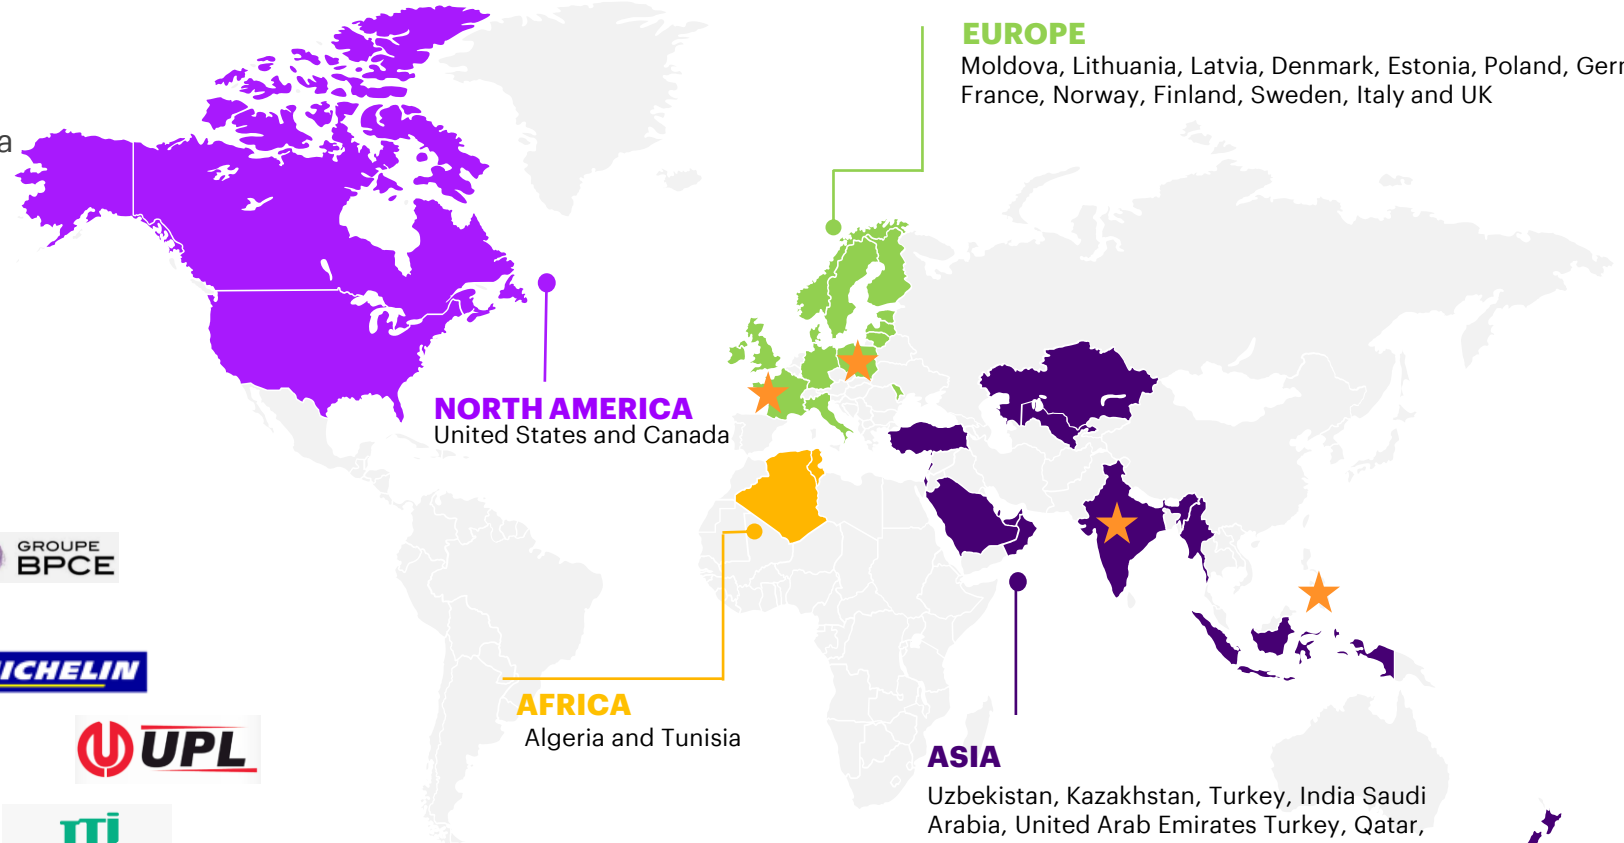 EUROPE
Moldova, Lithuania, Latvia, Denmark, Estonia, Poland,
France, Norway, Finland, Sweden, Italy and UK
a
NORTH AMERICA
United States and Canada
GROUPE
BPCE
ICHELIN
UPL
AFRICA
Algeria and Tunisia
ASIA
Uzbekistan, Kazakhstan, Turkey, India Saudi
Arabia, United Arab Emirates Turkey, Qatar,